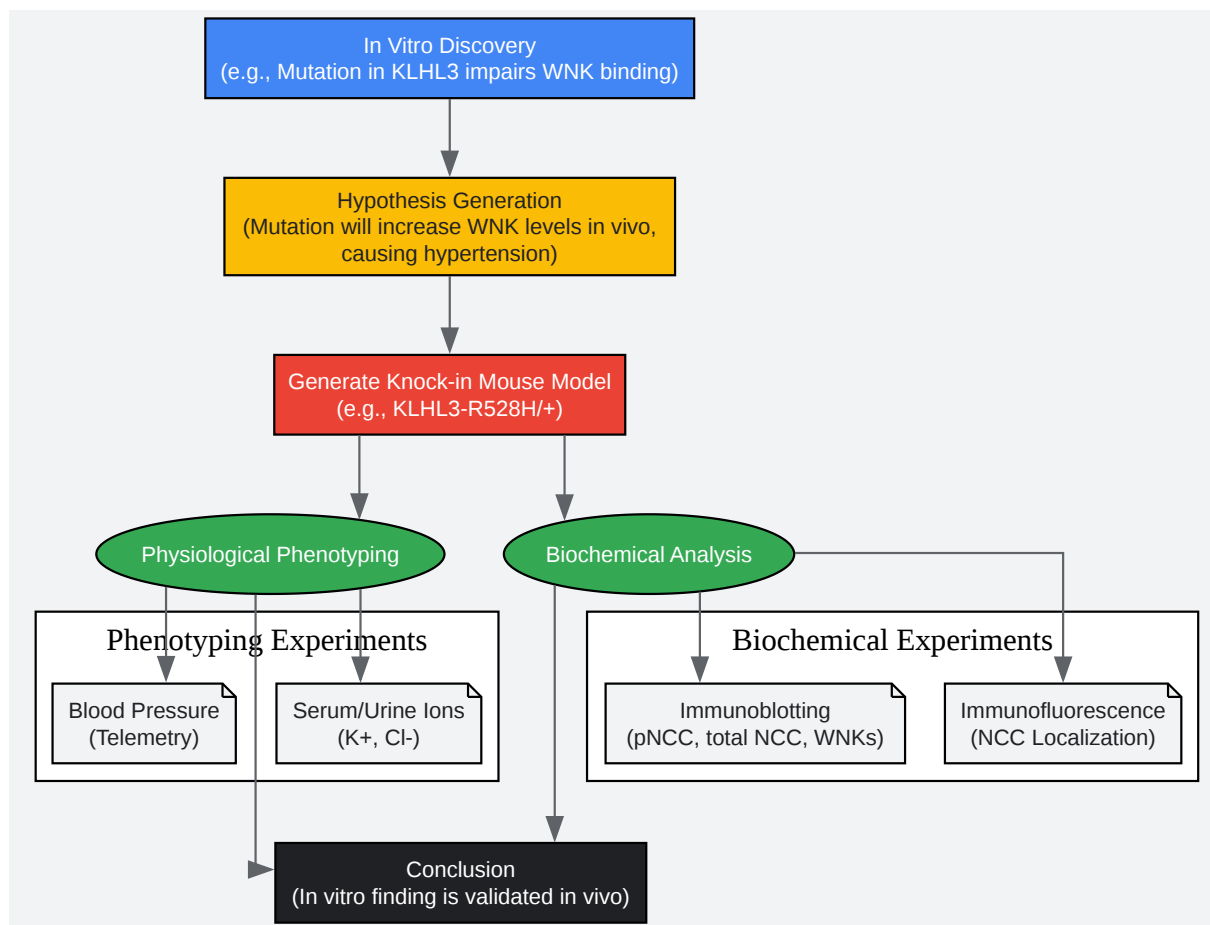 In Vitro Discovery
(e.g., Mutation in KLHL3 impairs WNK binding)
Hypothesis Generation
(Mutation will increase WNK levels in vivo,
causing hypertension)
Generate Knock-in Mouse Model
(e.g., KLHL3-R528H/+)
Physiological Phenotyping
Biochemical Analysis
Phenotyping Experiments
Blood Pressure
(Telemetry)
Serum/Urine Ions
(K+, Cl-)
Biochemical Experiments
Immunoblotting
(pNCC, total NCC, WNKs)
Immunofluorescence
(NCC Localization)
Conclusion
(In vitro finding is validated in vivo)